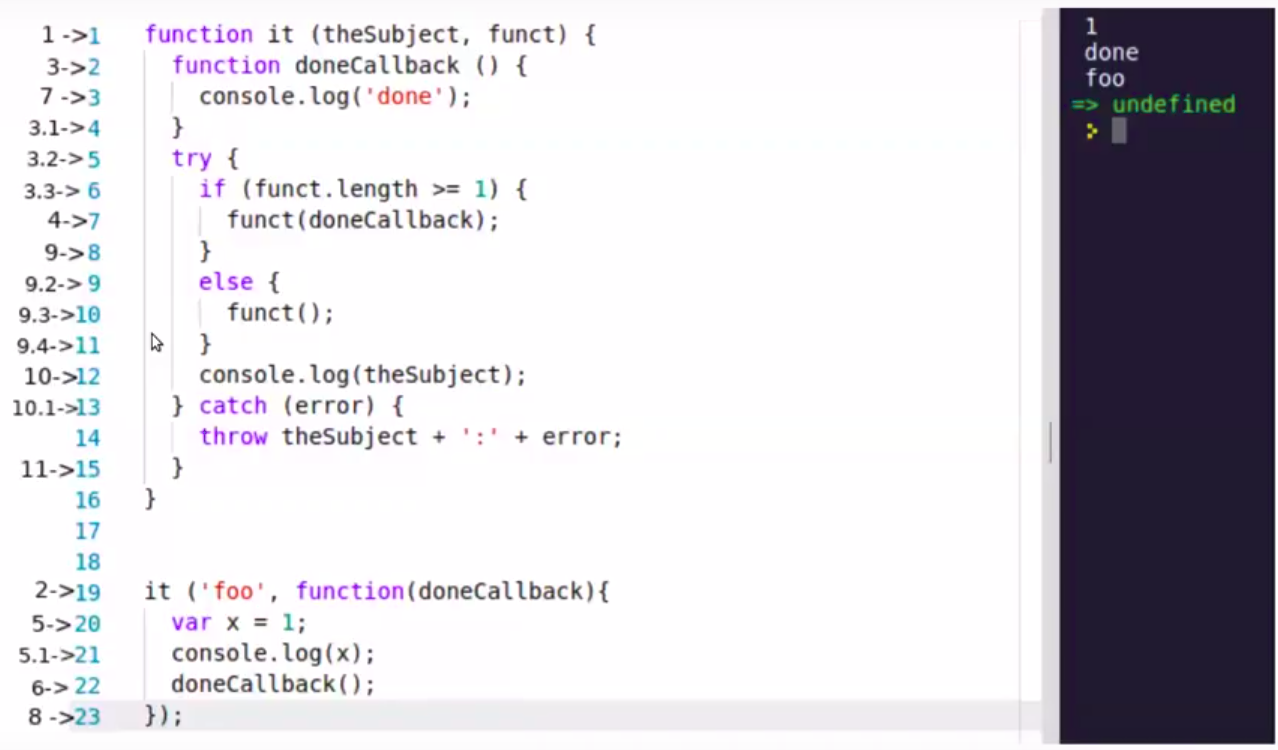 1 ->1 function it (theSubject, funct) {
3->2 function doneCallback () {
7 ->3 console.log('done');
3.1->4 }
3.2-> 5 try {
3.3-> 6 if (funct.length >= 1) {
4->7 funct(doneCallback);
9->8 }
9.2-> 9 else {
9.3->10 funct();
9.4->11 }
10->12 console.log(theSubject);
10.1->13 } catch (error) {
14 throw theSubject + ':' + error;
11->15 }
16 }
17
18
2->19 it ('foo', function(doneCallback){
5->20 var x = 1;
5.1->21 console.log(x);
6-> 22 doneCallback();
8 ->23 });
1
done
foo
=> undefined
>